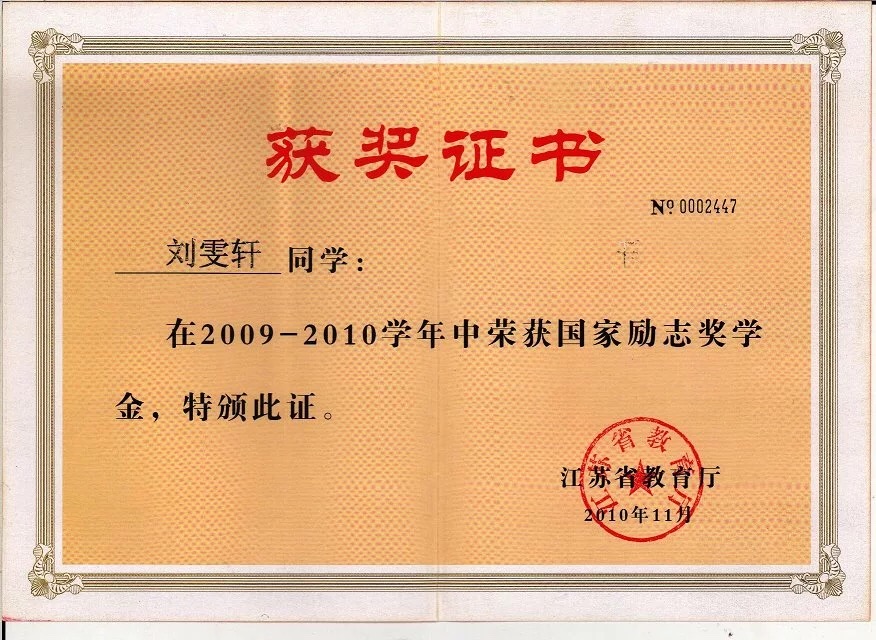 获奖证书
№ 0002447
刘雯轩 同学:
在2009-2010学年中荣获国家励志奖学
金，特颁此证。
江苏省教育厅
江苏省教育厅
2010年11月